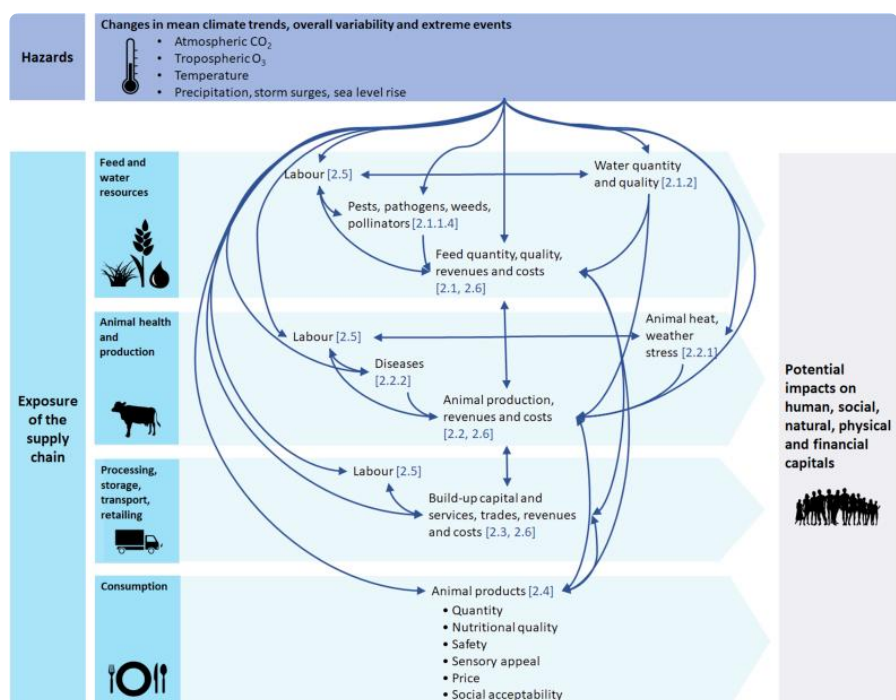 Hazards
Changes in mean climate trends, overall variability and extreme events
• Atmospheric CO₂
• Tropospheric O₃
• Temperature
• Precipitation, storm surges, sea level rise
Exposure
of the
supply
chain
Feed and
water
resources
Labour [2.5]
Water quantity
and quality [2.1.2]
Pests, pathogens, weeds,
pollinators [2.1.1.4]
Feed quantity, quality,
revenues and costs
[2.1, 2.6]
Animal health
and
production
Labour [2.5]
Animal heat,
weather
stress [2.2.1]
Diseases
[2.2.2]
Animal production,
revenues and costs
[2.2, 2.6]
Processing,
storage,
transport,
retailing
Labour [2.5]
Build-up capital and
services, trades, revenues
and costs [2.3, 2.6]
Consumption
Animal products [2.4]
• Quantity
• Nutritional quality
• Safety
• Sensory appeal
• Price
• Social acceptability
Potential
impacts on
human, social,
natural, physical
and financial
capitals